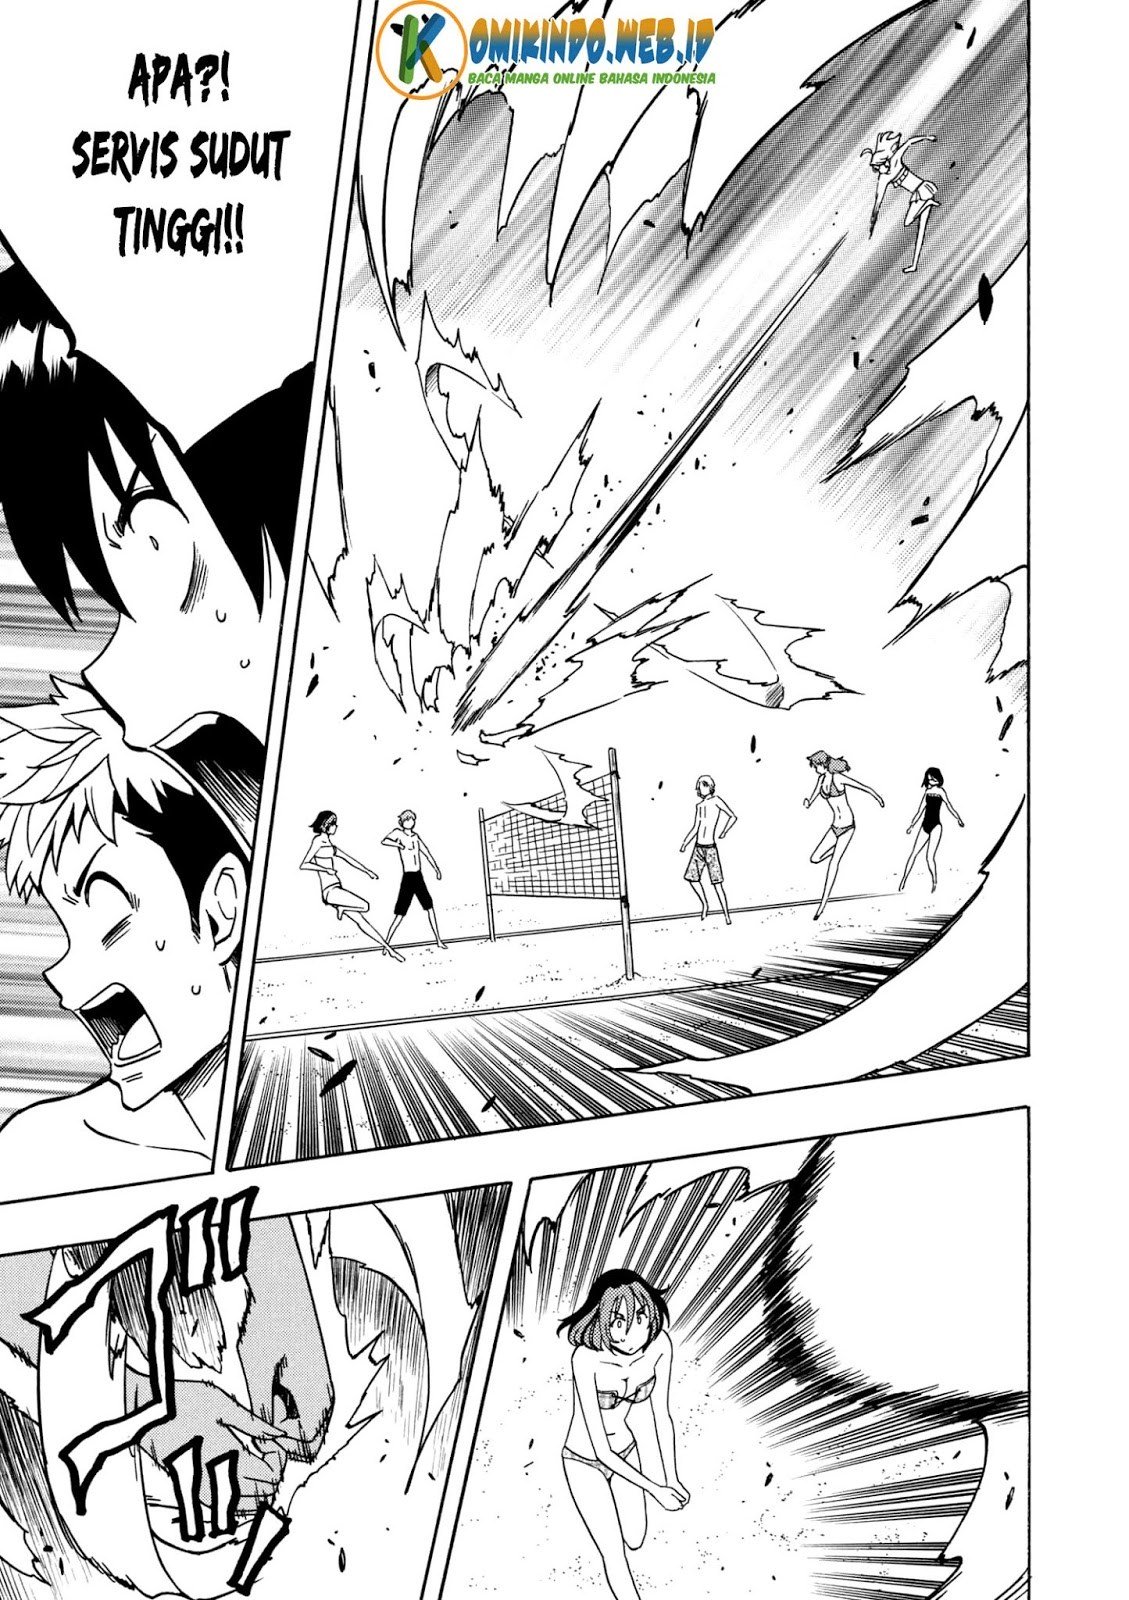 KOMIKINDO.WEB.ID
BACA MANGA ONLINE BAHASA INDONESIA
APA?!
SERVIS SUDUT
TINGGI!!